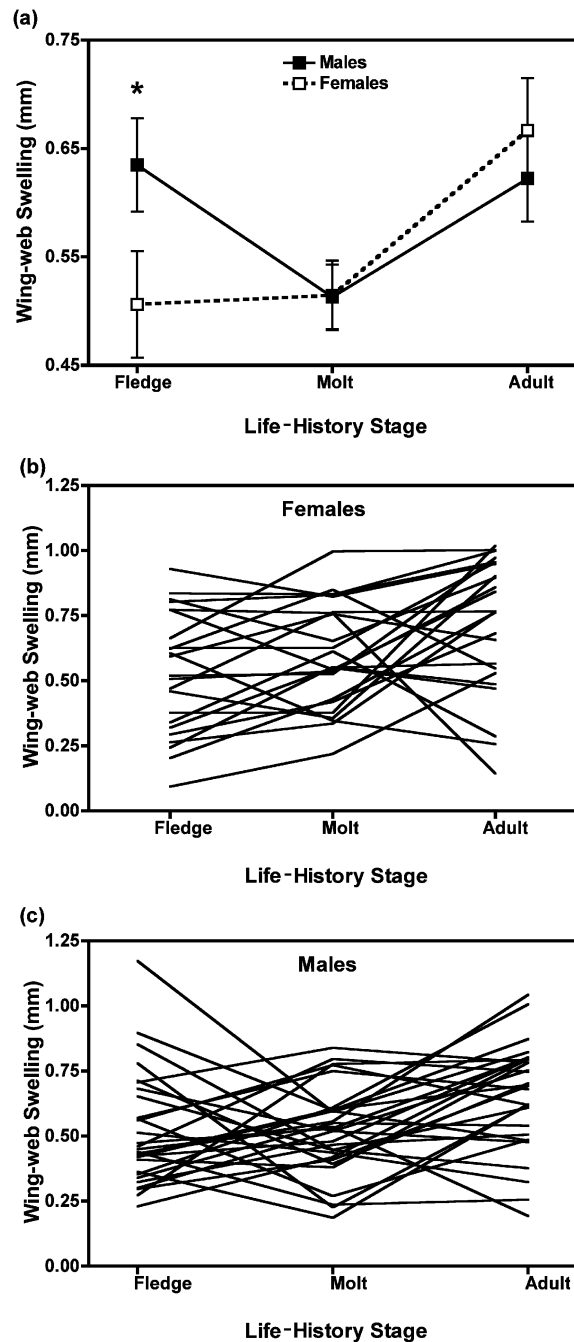 (a)
0.75
Males
Females
*
0.65
0.55
0.45
Wing-web Swelling (mm)
Fledge Molt Adult
Life-History Stage
(b)
1.25
Females
1.00
0.75
0.50
0.25
0.00
Wing-web Swelling (mm)
Fledge Molt Adult
Life-History Stage
(c)
1.25
Males
1.00
0.75
0.50
0.25
0.00
Wing-web Swelling (mm)
Fledge Molt Adult
Life-History Stage